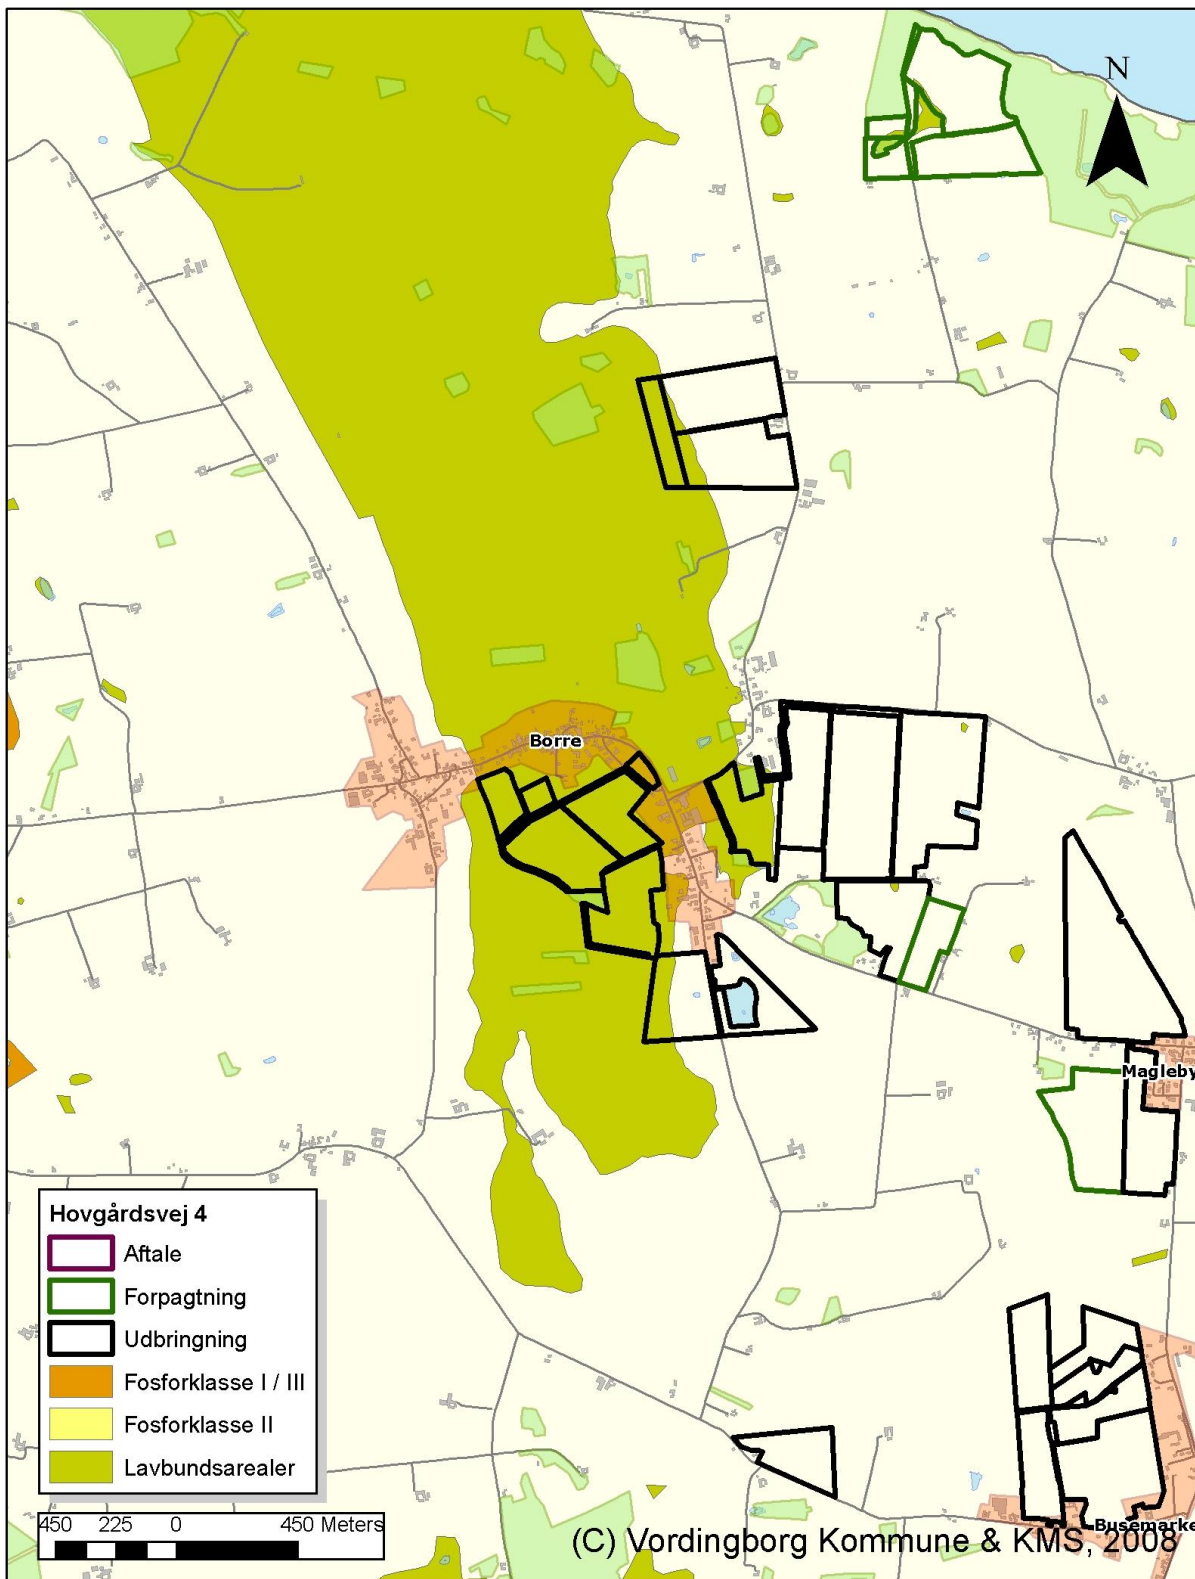 N
Borre
Magleby
Hovgårdsvej 4
Aftale
Forpagtning
Udbringning
Fosforklasse I / III
Fosforklasse II
Lavbundsarealer
450 225 0 450 Meters
Busemarke
(C) Vordingborg Kommune & KMS, 2008